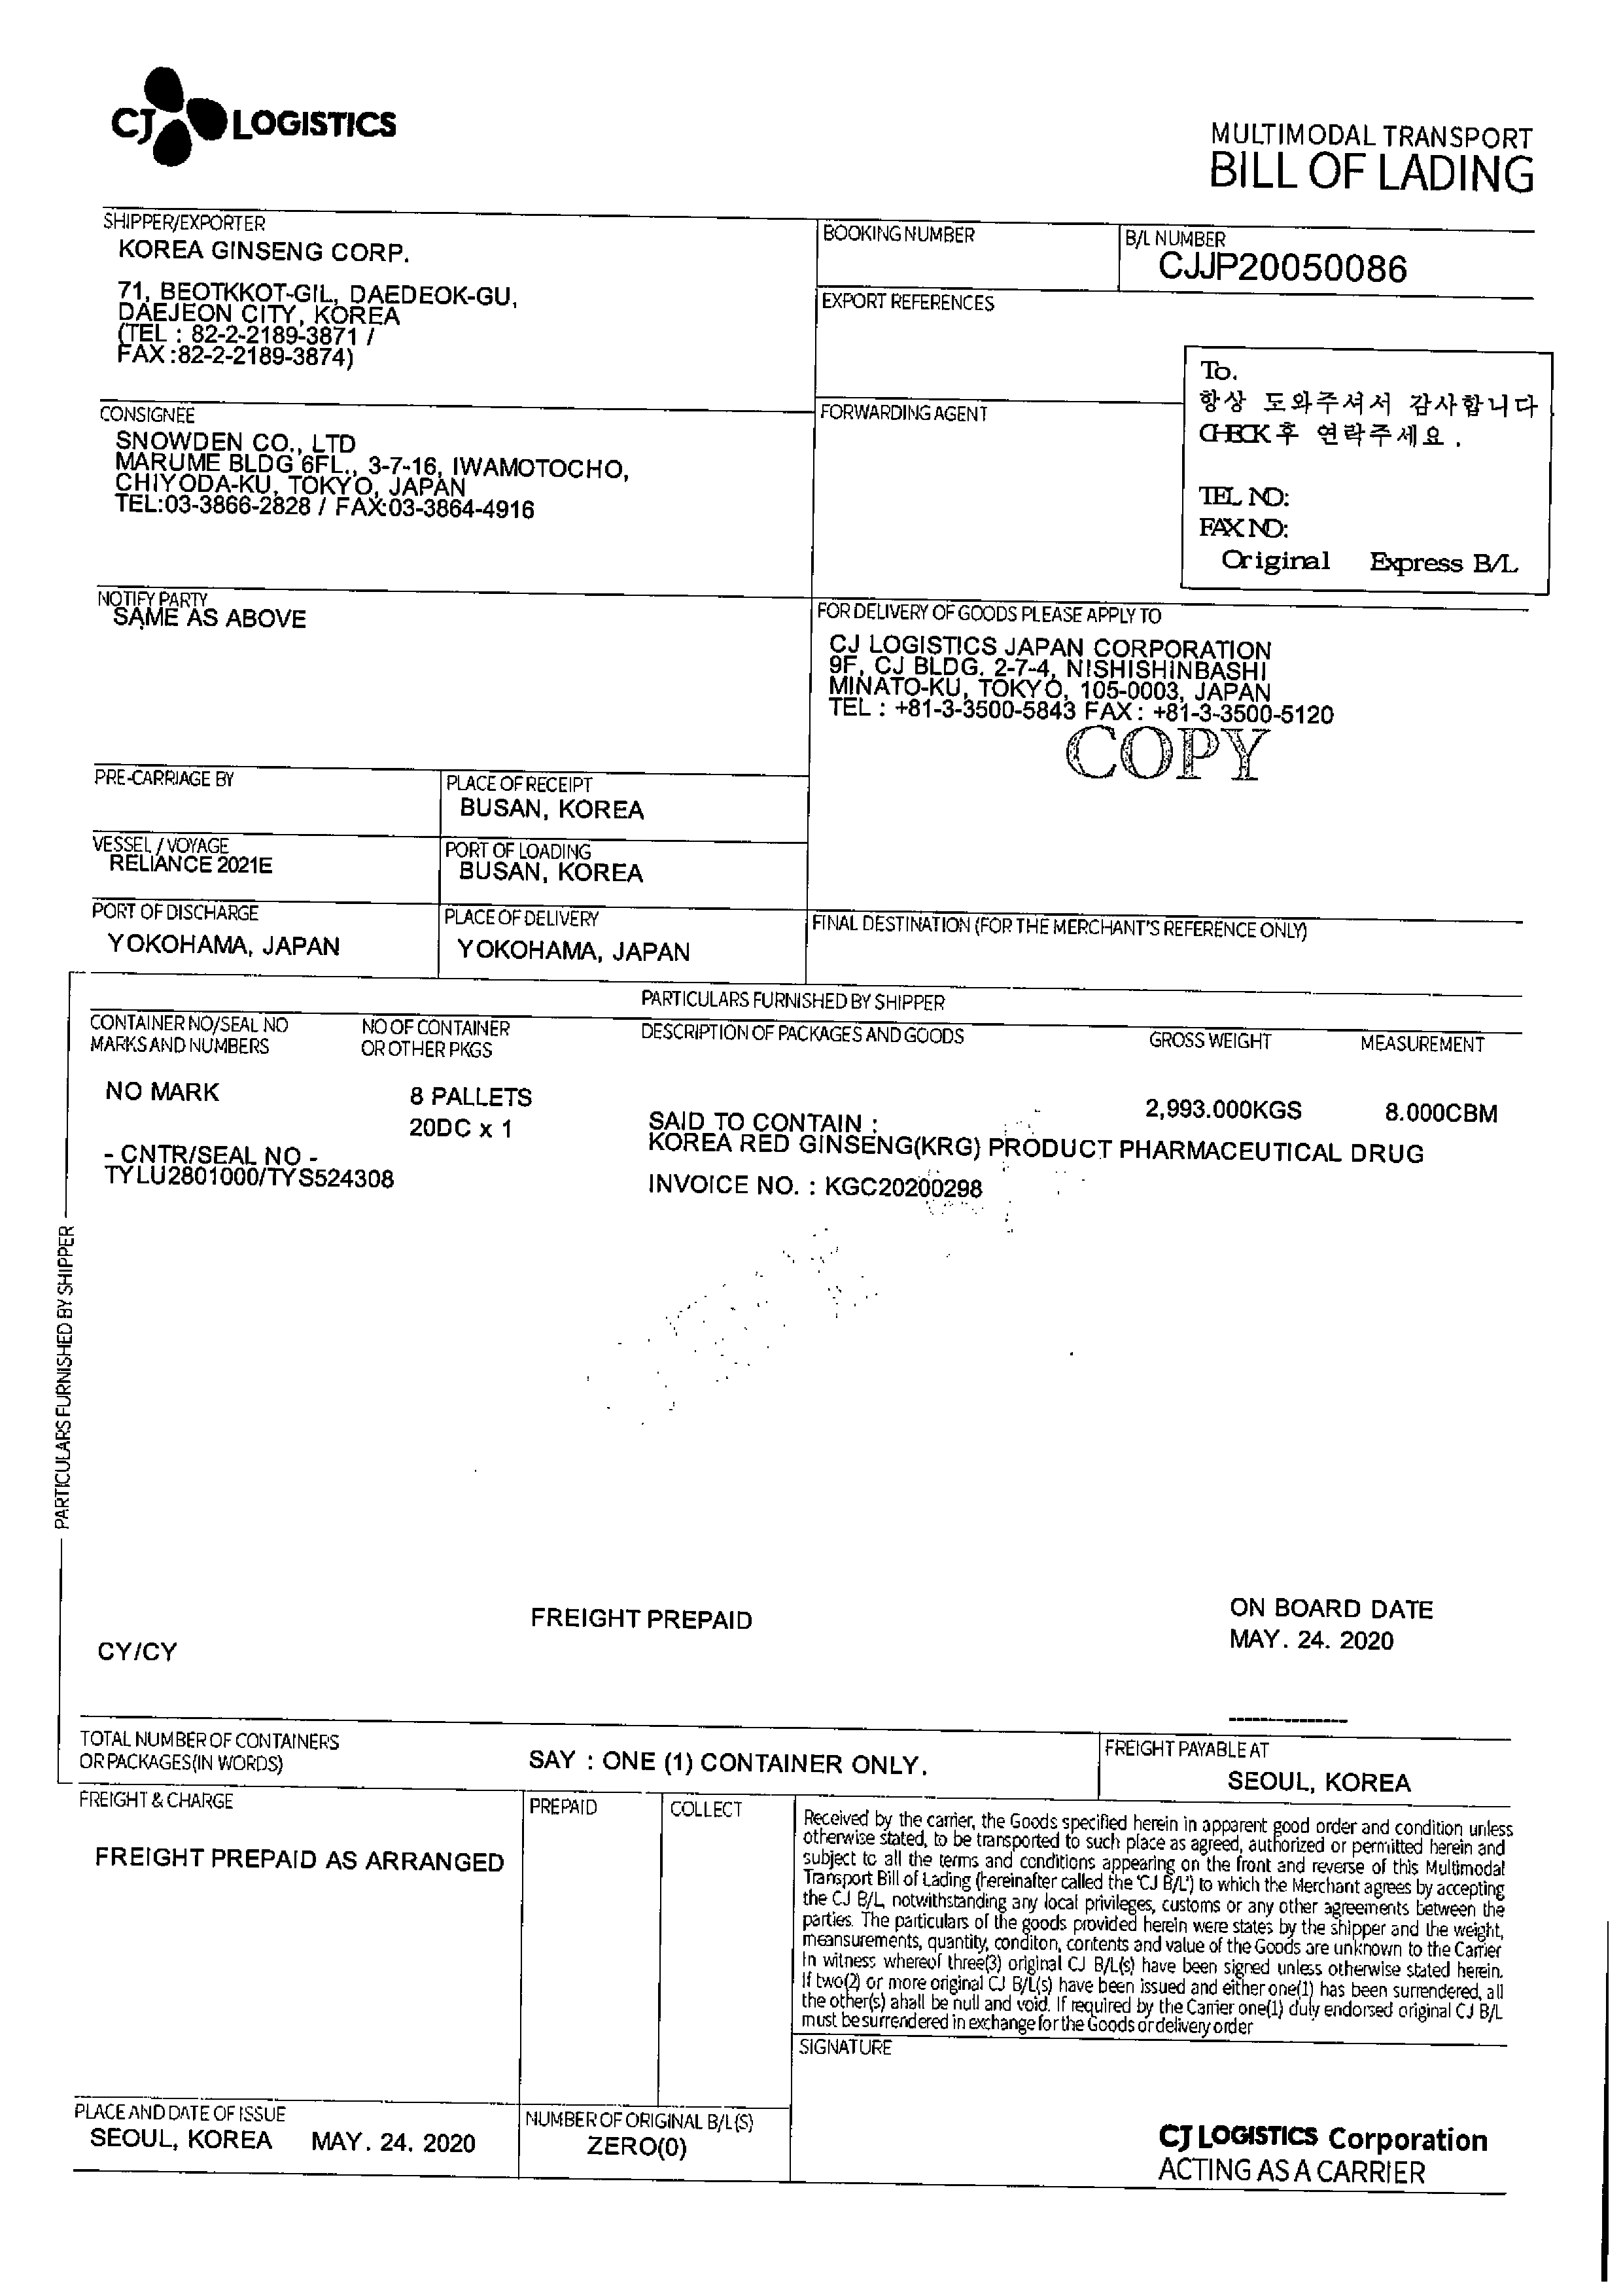 CJ LOGISTICS
MULTIMODAL TRANSPORT
BILL OF LADING
SHIPPER/EXPORTER
KOREA GINSENG CORP.
71, BEOTKKOT-GIL, DAEDEOK-GU,
DAEJEON CITY, KOREA
(TEL : 82-2-2189-3871 /
FAX :82-2-2189-3874)
BOOKING NUMBER
B/L NUMBER
CJJP20050086
EXPORT REFERENCES
To.
항상 도와주셔서 감사합니다
CHECK후 연락주세요.
TEL NO:
FAX NO:
Original Express B/L
CONSIGNEE
SNOWDEN CO., LTD
MARUME BLDG 6FL., 3-7-16, IWAMOTOCHO,
CHIYODA-KU, TOKYO, JAPAN
TEL:03-3866-2828 / FAX:03-3864-4916
FORWARDING AGENT
NOTIFY PARTY
SAME AS ABOVE
FOR DELIVERY OF GOODS PLEASE APPLY TO
CJ LOGISTICS JAPAN CORPORATION
9F, CJ BLDG. 2-7-4, NISHISHINBASHI
MINATO-KU, TOKYO, 105-0003, JAPAN
TEL : +81-3-3500-5843 FAX : +81-3-3500-5120
COPY
PRE-CARRIAGE BY
PLACE OF RECEIPT
BUSAN, KOREA
VESSEL / VOYAGE
RELIANCE 2021E
PORT OF LOADING
BUSAN, KOREA
PORT OF DISCHARGE
YOKOHAMA, JAPAN
PLACE OF DELIVERY
YOKOHAMA, JAPAN
FINAL DESTINATION (FOR THE MERCHANT'S REFERENCE ONLY)
PARTICULARS FURNISHED BY SHIPPER
CONTAINER NO/SEAL NO
MARKS AND NUMBERS
NO OF CONTAINER
OR OTHER PKGS
DESCRIPTION OF PACKAGES AND GOODS
GROSS WEIGHT
MEASUREMENT
NO MARK
8 PALLETS
20DC x 1
2,993.000KGS
8.000CBM
- CNTR/SEAL NO -
TYLU2801000/TYS524308
SAID TO CONTAIN :
KOREA RED GINSENG(KRG) PRODUCT PHARMACEUTICAL DRUG
INVOICE NO. : KGC20200298
PARTICULARS FURNISHED BY SHIPPER
FREIGHT PREPAID
ON BOARD DATE
MAY. 24. 2020
CY/CY
--------------
TOTAL NUMBER OF CONTAINERS
OR PACKAGES(IN WORDS)
SAY : ONE (1) CONTAINER ONLY.
FREIGHT PAYABLE AT
SEOUL, KOREA
FREIGHT & CHARGE
PREPAID
COLLECT
FREIGHT PREPAID AS ARRANGED
Received by the carrier, the Goods specified herein in apparent good order and condition unless
otherwise stated, to be transported to such place as agreed, authorized or permitted herein and
subject to all the terms and conditions appearing on the front and reverse of this Multimodal
Transport Bill of Lading (hereinafter called the 'CJ B/L') to which the Merchant agrees by accepting
the CJ B/L, notwithstanding any local privileges, customs or any other agreements between the
parties. The particulars of the goods provided herein were states by the shipper and the weight,
meansurements, quantity, conditon, contents and value of the Goods are unknown to the Carrier
In witness whereof three(3) original CJ B/L(s) have been signed unless otherwise stated herein.
If two(2) or more original CJ B/L(s) have been issued and either one(1) has been surrendered, all
the other(s) ahall be null and void. If required by the Carrier one(1) duly endorsed original CJ B/L
must be surrendered in exchange for the Goods or delivery order
SIGNATURE
PLACE AND DATE OF ISSUE
SEOUL, KOREA MAY. 24. 2020
NUMBER OF ORIGINAL B/L(S)
ZERO(0)
CJ LOGISTICS Corporation
ACTING AS A CARRIER